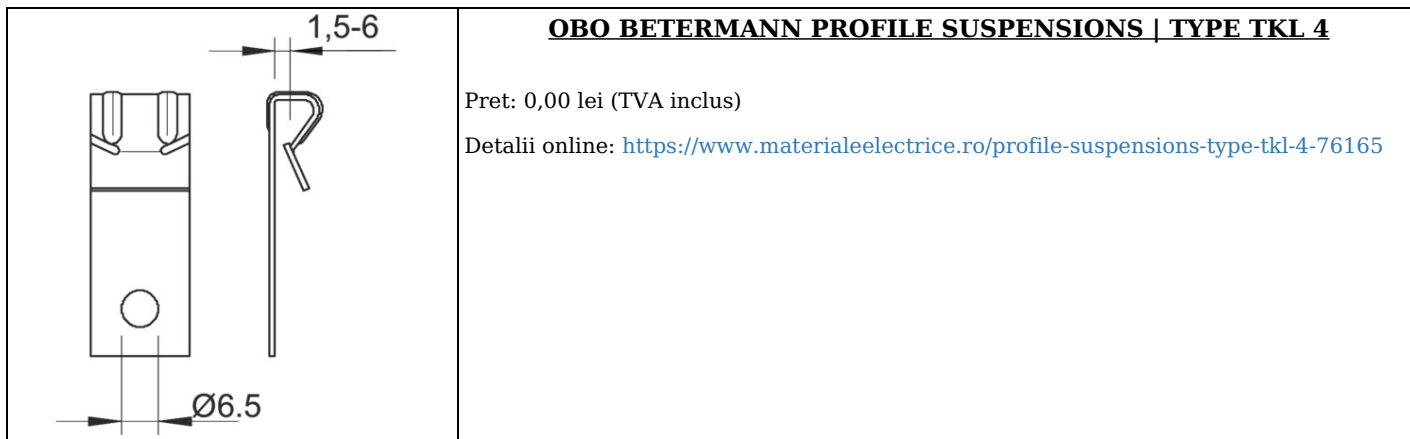 1,5-6
Ø6.5
OBO BETERMANN PROFILE SUSPENSIONS | TYPE TKL 4
Pret: 0,00 lei (TVA inclus)
Detalii online: https://www.materialeelectrice.ro/profile-suspensions-type-tkl-4-76165